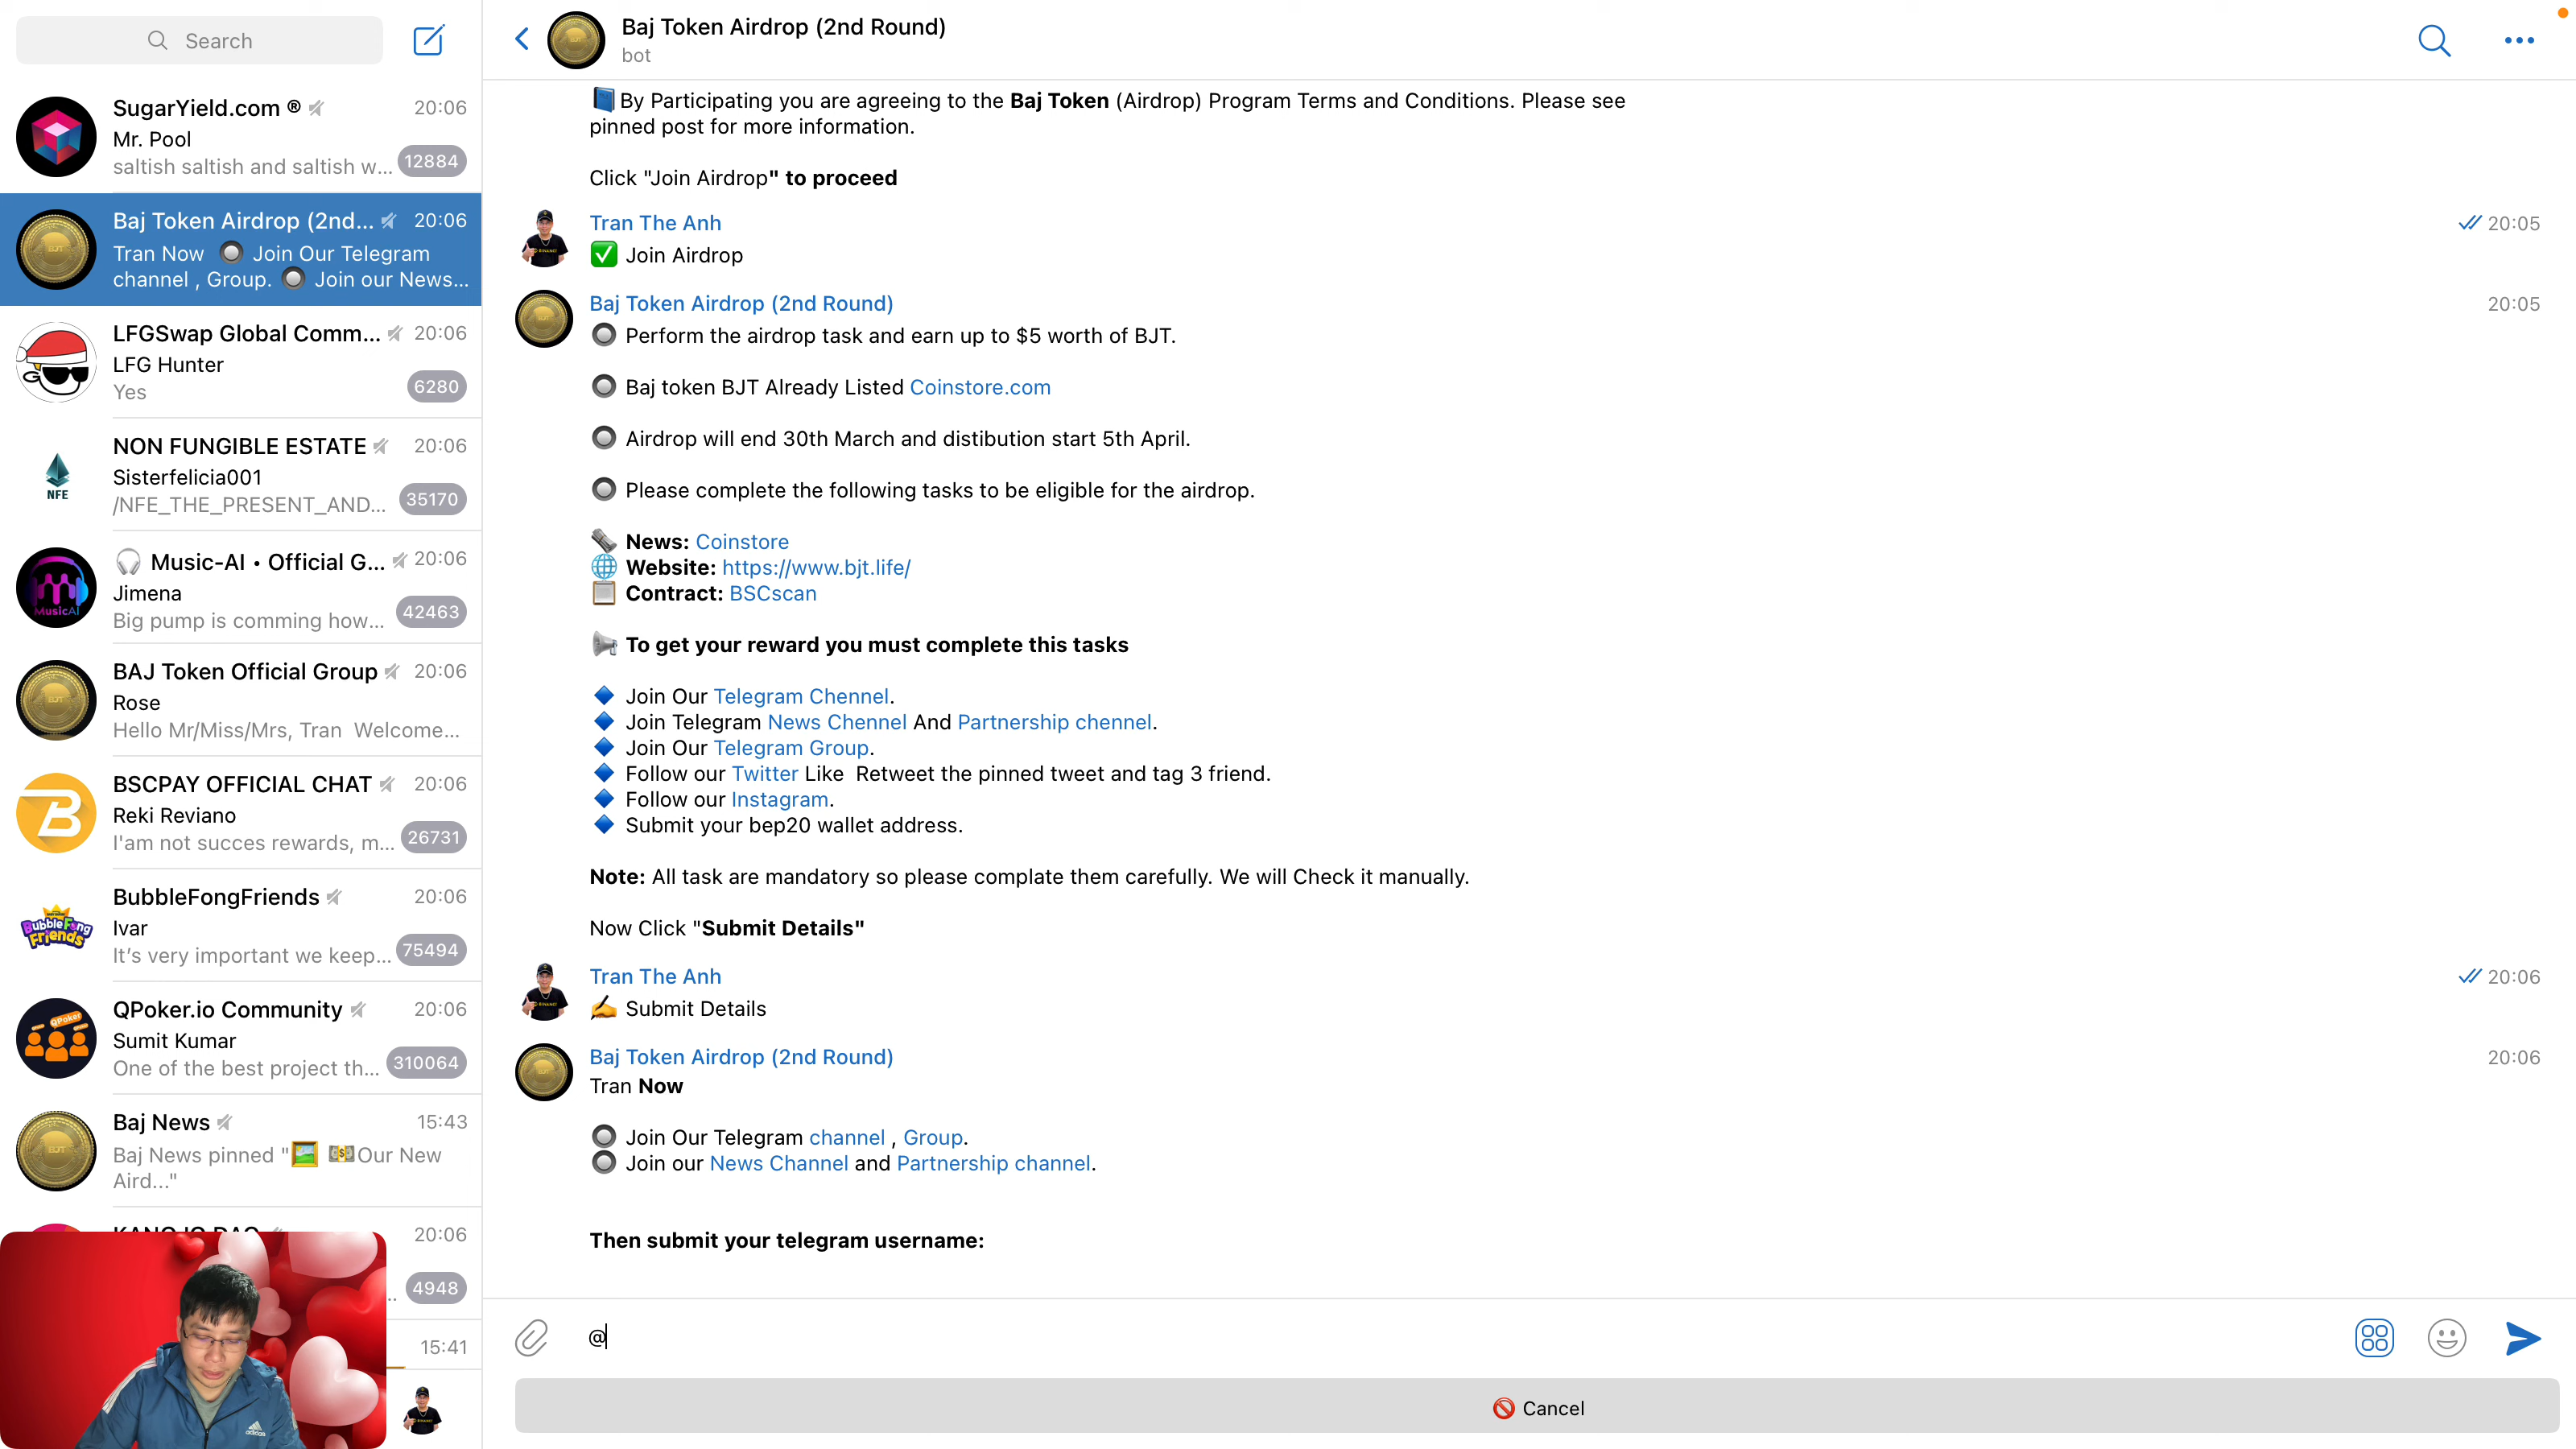 Search
SugarYield.com ®
20:06
Mr. Pool
saltish saltish and saltish w...
12884
Baj Token Airdrop (2nd...
20:06
Tran Now 🔘 Join Our Telegram
channel , Group. 🔘 Join our News...
LFGSwap Global Comm...
20:06
LFG Hunter
Yes
6280
NON FUNGIBLE ESTATE
20:06
Sisterfelicia001
/NFE_THE_PRESENT_AND...
35170
NFE
🎧 Music-AI • Official G...
20:06
Jimena
Big pump is comming how...
42463
MusicAI
BAJ Token Official Group
20:06
Rose
Hello Mr/Miss/Mrs, Tran Welcome...
BSCPAY OFFICIAL CHAT
20:06
Reki Reviano
I'am not succes rewards, m...
26731
BubbleFongFriends
20:06
Ivar
It’s very important we keep...
75494
BubbleFong
Friends
QPoker.io Community
20:06
Sumit Kumar
One of the best project th...
310064
QPoker
Baj News
15:43
Baj News pinned "🖼 💵Our New
Aird..."
20:06
4948
15:41
Baj Token Airdrop (2nd Round)
bot
📘By Participating you are agreeing to the Baj Token (Airdrop) Program Terms and Conditions. Please see
pinned post for more information.
Click "Join Airdrop" to proceed
Tran The Anh
20:05
✅ Join Airdrop
Baj Token Airdrop (2nd Round)
20:05
🔘 Perform the airdrop task and earn up to $5 worth of BJT.
🔘 Baj token BJT Already Listed Coinstore.com
🔘 Airdrop will end 30th March and distibution start 5th April.
🔘 Please complete the following tasks to be eligible for the airdrop.
🗞 News: Coinstore
🌐 Website: https://www.bjt.life/
📋 Contract: BSCscan
📢 To get your reward you must complete this tasks
🔹 Join Our Telegram Chennel.
🔹 Join Telegram News Chennel And Partnership chennel.
🔹 Join Our Telegram Group.
🔹 Follow our Twitter Like Retweet the pinned tweet and tag 3 friend.
🔹 Follow our Instagram.
🔹 Submit your bep20 wallet address.
Note: All task are mandatory so please complate them carefully. We will Check it manually.
Now Click "Submit Details"
Tran The Anh
20:06
✍️ Submit Details
Baj Token Airdrop (2nd Round)
20:06
Tran Now
🔘 Join Our Telegram channel , Group.
🔘 Join our News Channel and Partnership channel.
Then submit your telegram username:
@
🚫 Cancel